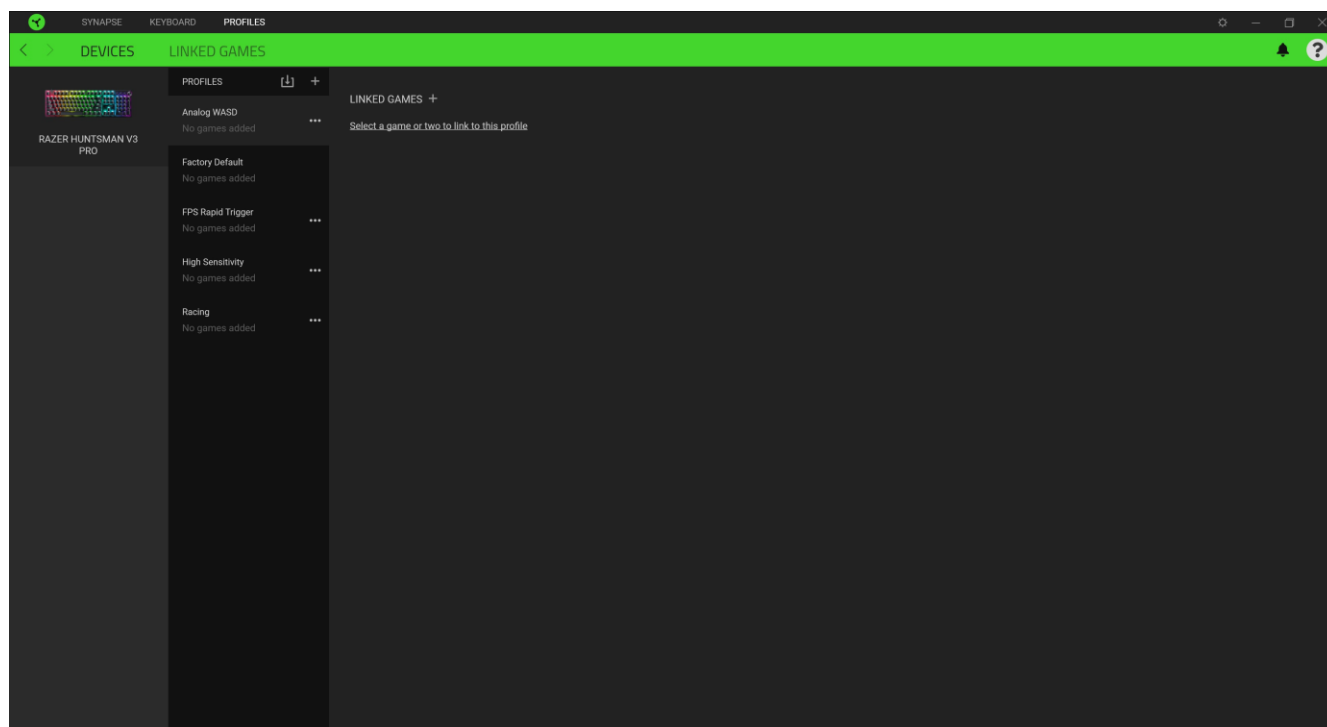 SYNAPSE KEYBOARD PROFILES
DEVICES LINKED GAMES
?
RAZER HUNTSMAN V3
PRO
PROFILES
Analog WASD
No games added
Factory Default
No games added
FPS Rapid Trigger
No games added
High Sensitivity
No games added
Racing
No games added
LINKED GAMES +
Select a game or two to link to this profile